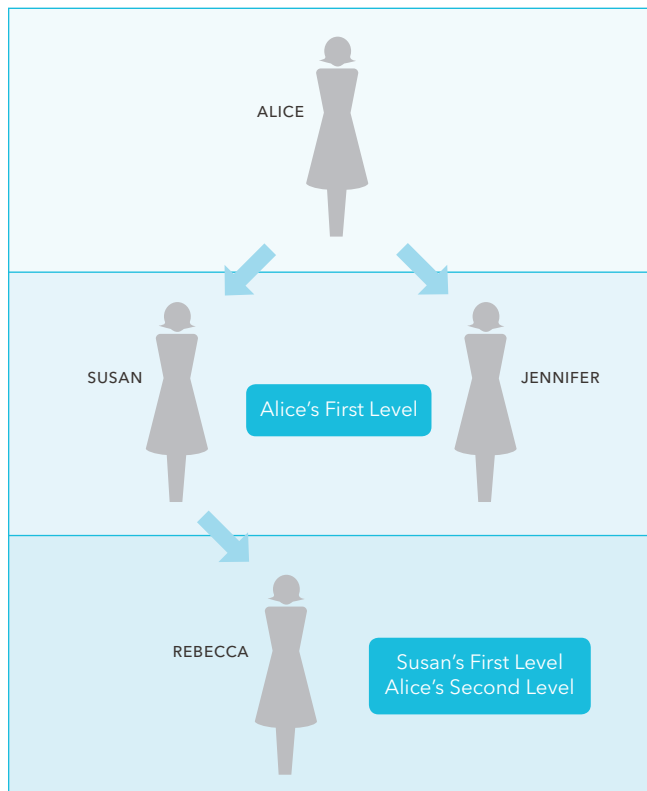 ALICE
SUSAN
Alice’s First Level
JENNIFER
REBECCA
Susan’s First Level
Alice’s Second Level